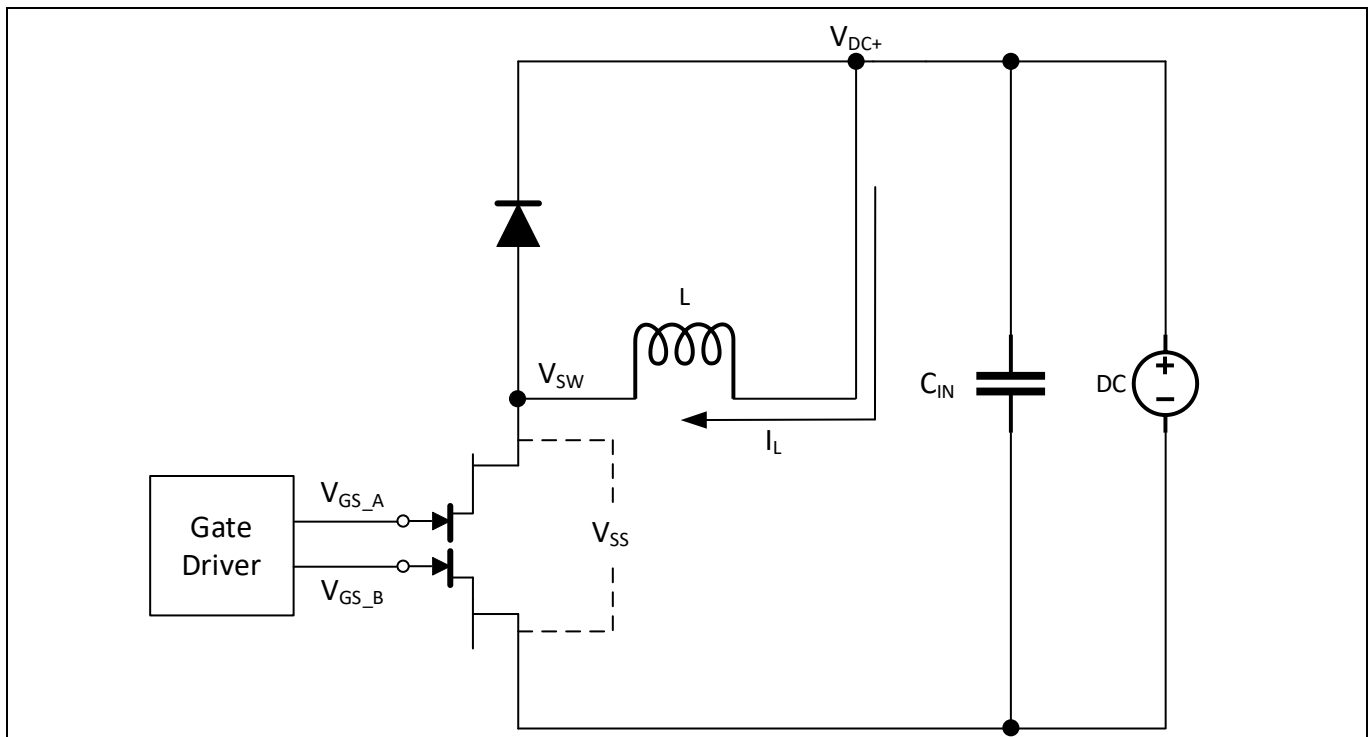 V_DC+
L
V_SW
C_IN
DC
I_L
V_GS_A
Gate
Driver
V_SS
V_GS_B